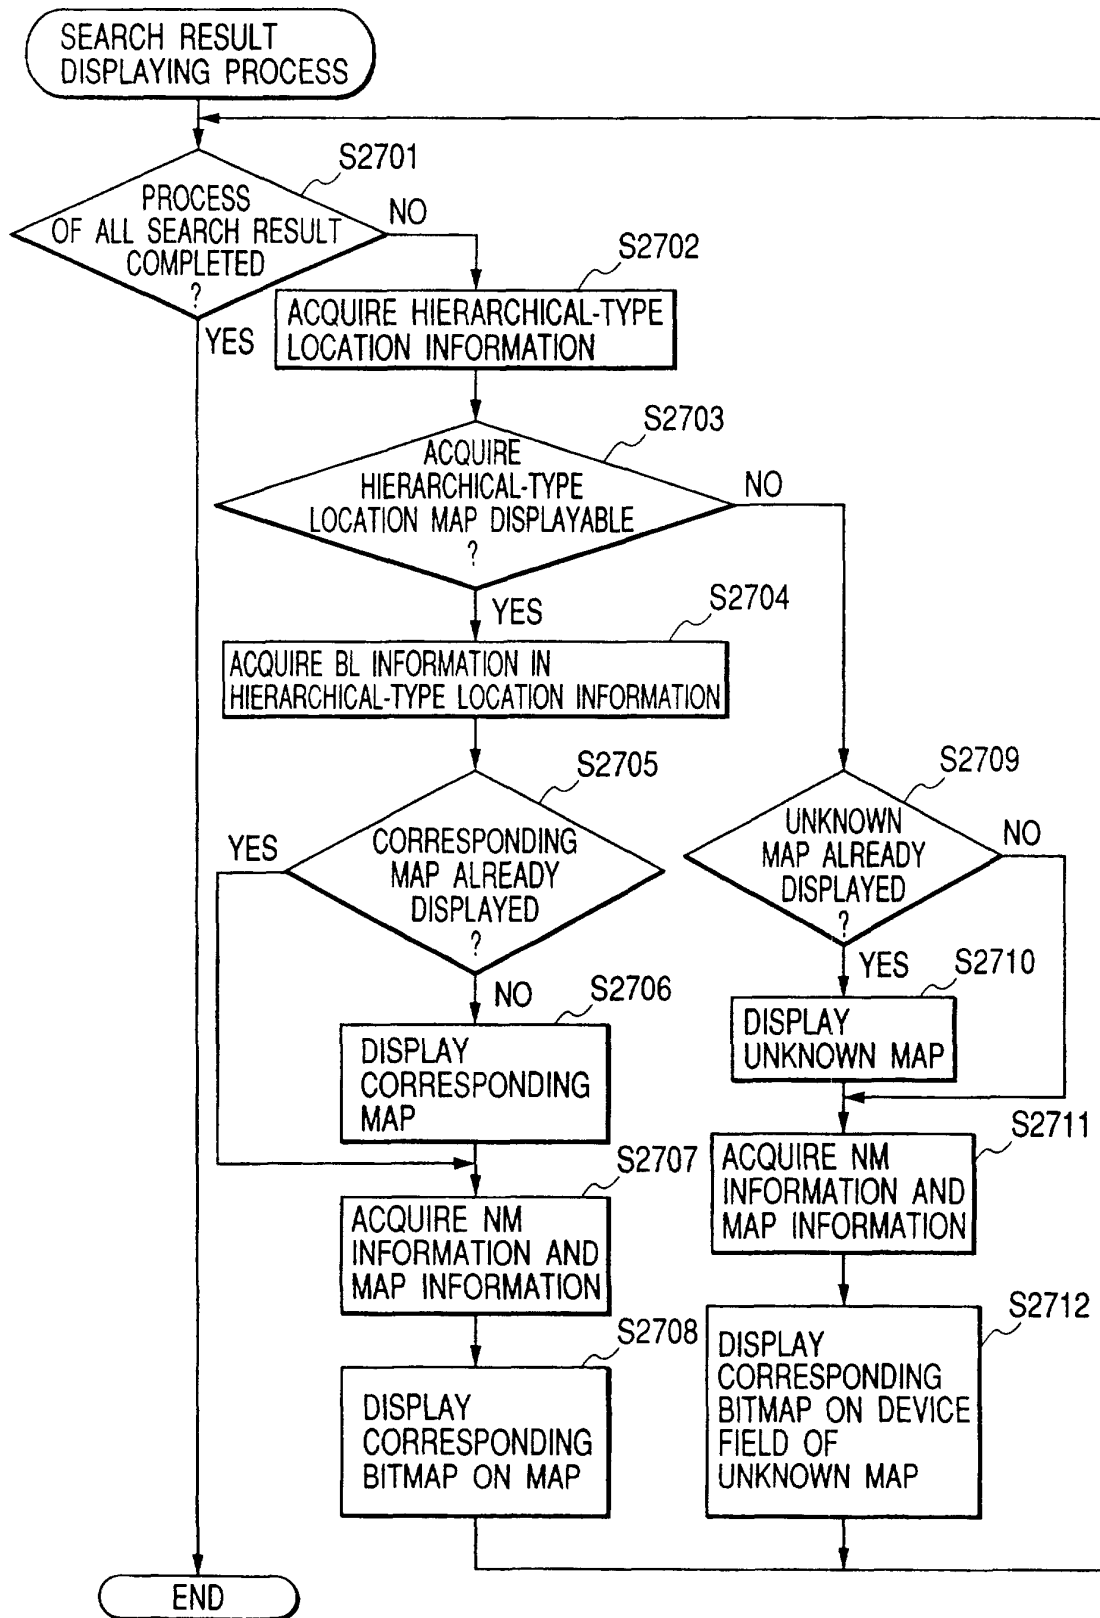 SEARCH RESULT
DISPLAYING PROCESS
S2701
PROCESS
OF ALL SEARCH RESULT
COMPLETED
?
NO
YES
S2702
ACQUIRE HIERARCHICAL-TYPE
LOCATION INFORMATION
S2703
ACQUIRE
HIERARCHICAL-TYPE
LOCATION MAP DISPLAYABLE
?
NO
YES
S2704
ACQUIRE BL INFORMATION IN
HIERARCHICAL-TYPE LOCATION INFORMATION
S2705
CORRESPONDING
MAP ALREADY
DISPLAYED
?
YES
NO
S2706
DISPLAY
CORRESPONDING
MAP
S2707
ACQUIRE NM
INFORMATION AND
MAP INFORMATION
S2708
DISPLAY
CORRESPONDING
BITMAP ON MAP
S2709
UNKNOWN
MAP ALREADY
DISPLAYED
?
NO
YES
S2710
DISPLAY
UNKNOWN MAP
S2711
ACQUIRE NM
INFORMATION AND
MAP INFORMATION
S2712
DISPLAY
CORRESPONDING
BITMAP ON DEVICE
FIELD OF
UNKNOWN MAP
END